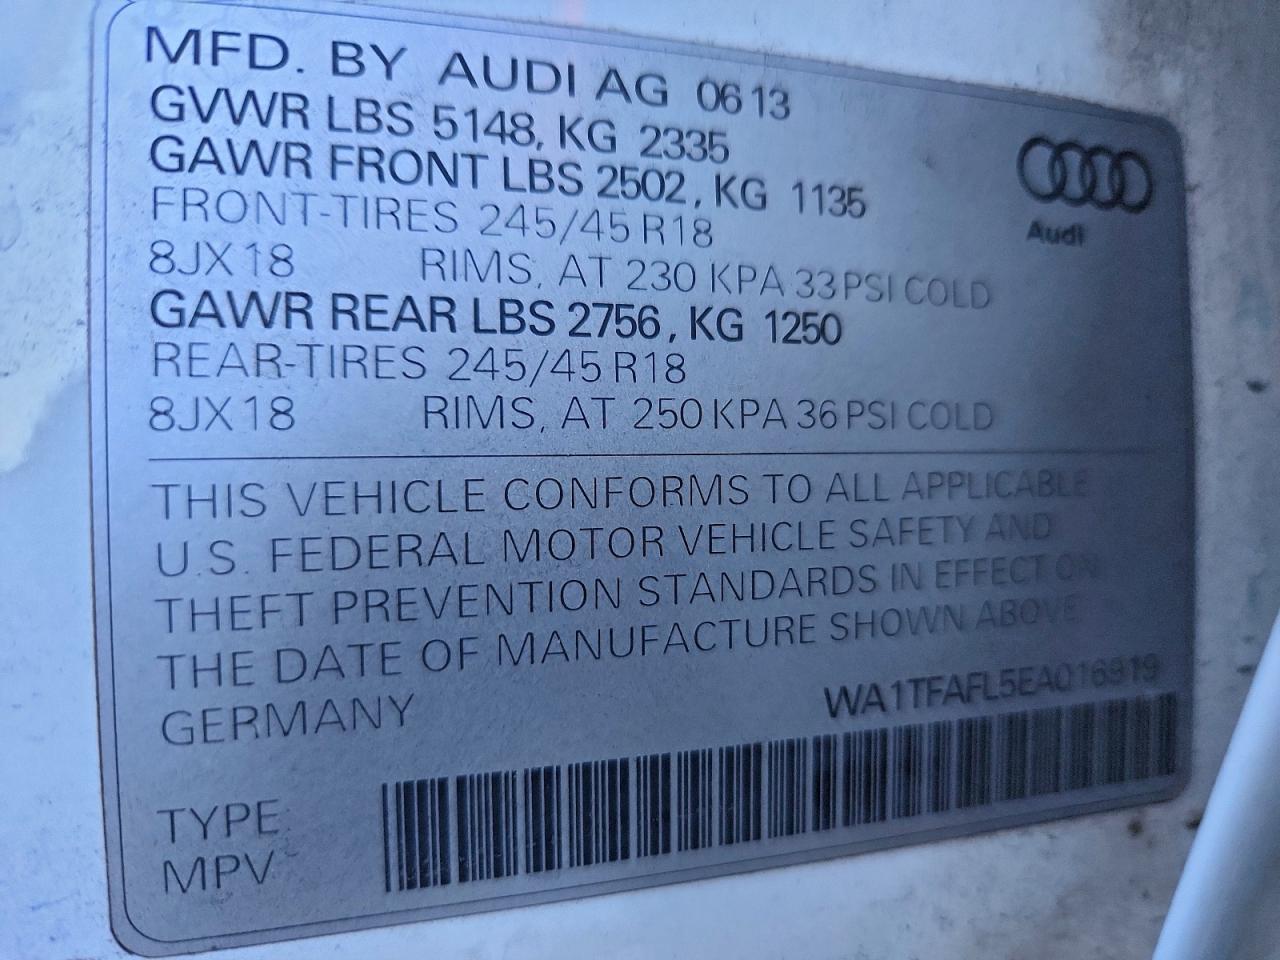 MFD. BY AUDI AG 06 13
GVWR LBS 5148, KG 2335
GAWR FRONT LBS 2502, KG 1135
FRONT-TIRES 245/45 R18
8JX18 RIMS, AT 230 KPA 33 PSI COLD
GAWR REAR LBS 2756, KG 1250
REAR-TIRES 245/45 R18
8JX18 RIMS, AT 250 KPA 36 PSI COLD
Audi
THIS VEHICLE CONFORMS TO ALL APPLICABLE
U.S. FEDERAL MOTOR VEHICLE SAFETY AND
THEFT PREVENTION STANDARDS IN EFFECT ON
THE DATE OF MANUFACTURE SHOWN ABOVE
GERMANY
WA1TFAFL5EA016919
TYPE
MPV